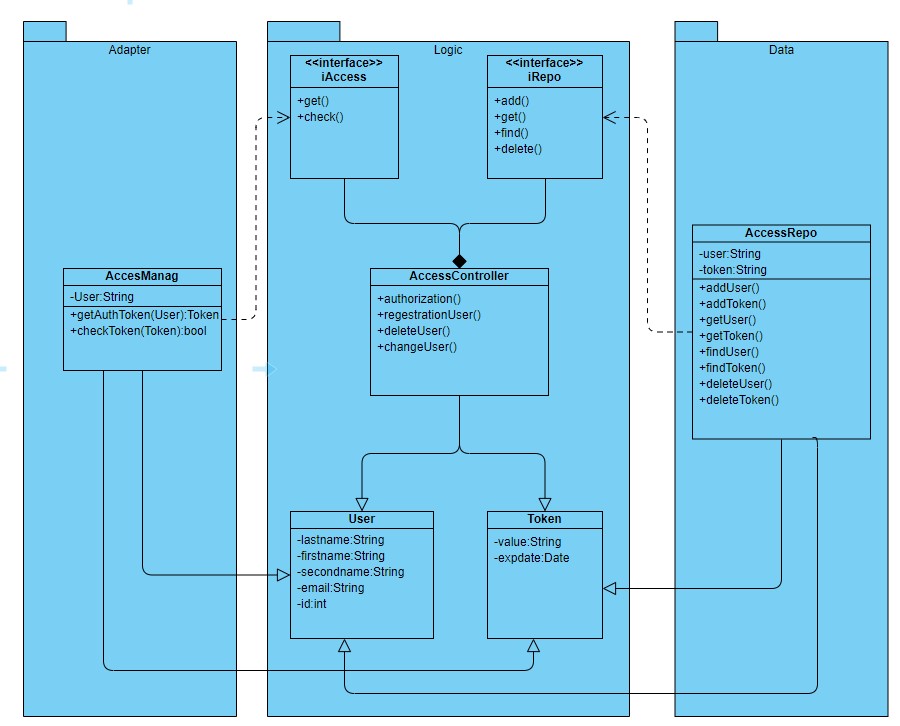 Adapter
Logic
Data
<<interface>>
iAccess
+get()
+check()
<<interface>>
iRepo
+add()
+get()
+find()
+delete()
AccesManag
-User:String
+getAuthToken(User):Token
+checkToken(Token):bool
AccessController
+authorization()
+regestrationUser()
+deleteUser()
+changeUser()
AccessRepo
-user:String
-token:String
+addUser()
+addToken()
+getUser()
+getToken()
+findUser()
+findToken()
+deleteUser()
+deleteToken()
User
-lastname:String
-firstname:String
-secondname:String
-email:String
-id:int
Token
-value:String
-expdate:Date